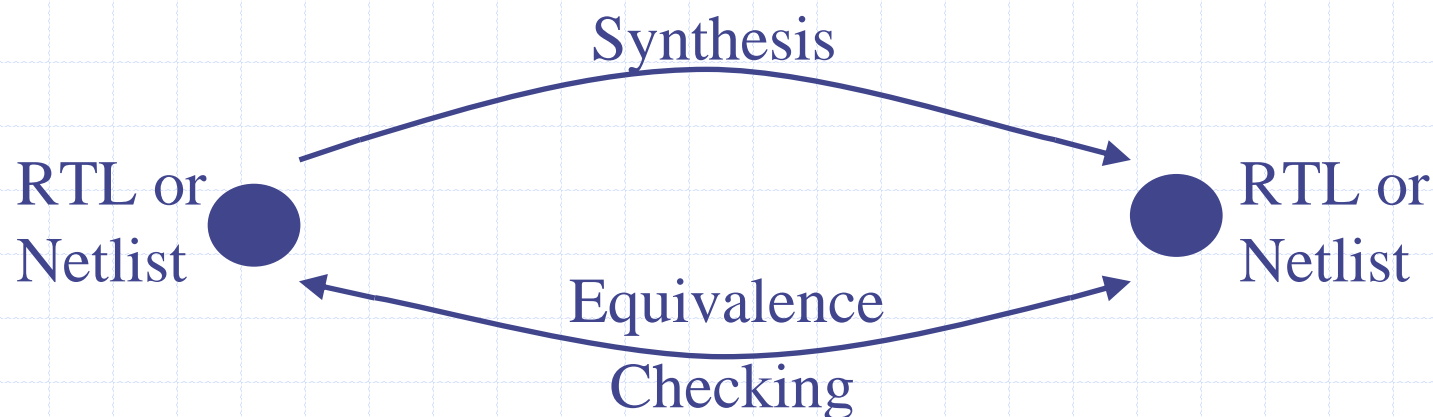 Synthesis
RTL or
Netlist
RTL or
Netlist
Equivalence
Checking